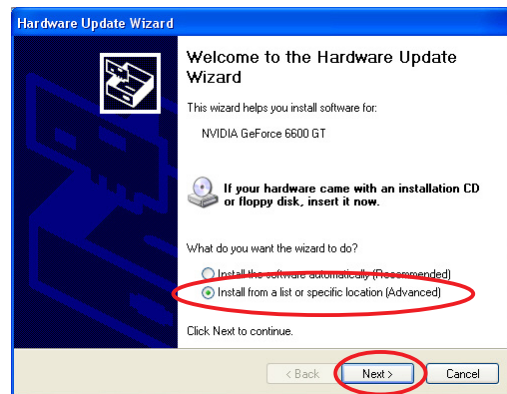 Hardware Update Wizard
Welcome to the Hardware Update
Wizard
This wizard helps you install software for:
NVIDIA GeForce 6600 GT
If your hardware came with an installation CD
or floppy disk, insert it now.
What do you want the wizard to do?
Install the software automatically (Recommended)
Install from a list or specific location (Advanced)
Click Next to continue.
< Back
Next >
Cancel